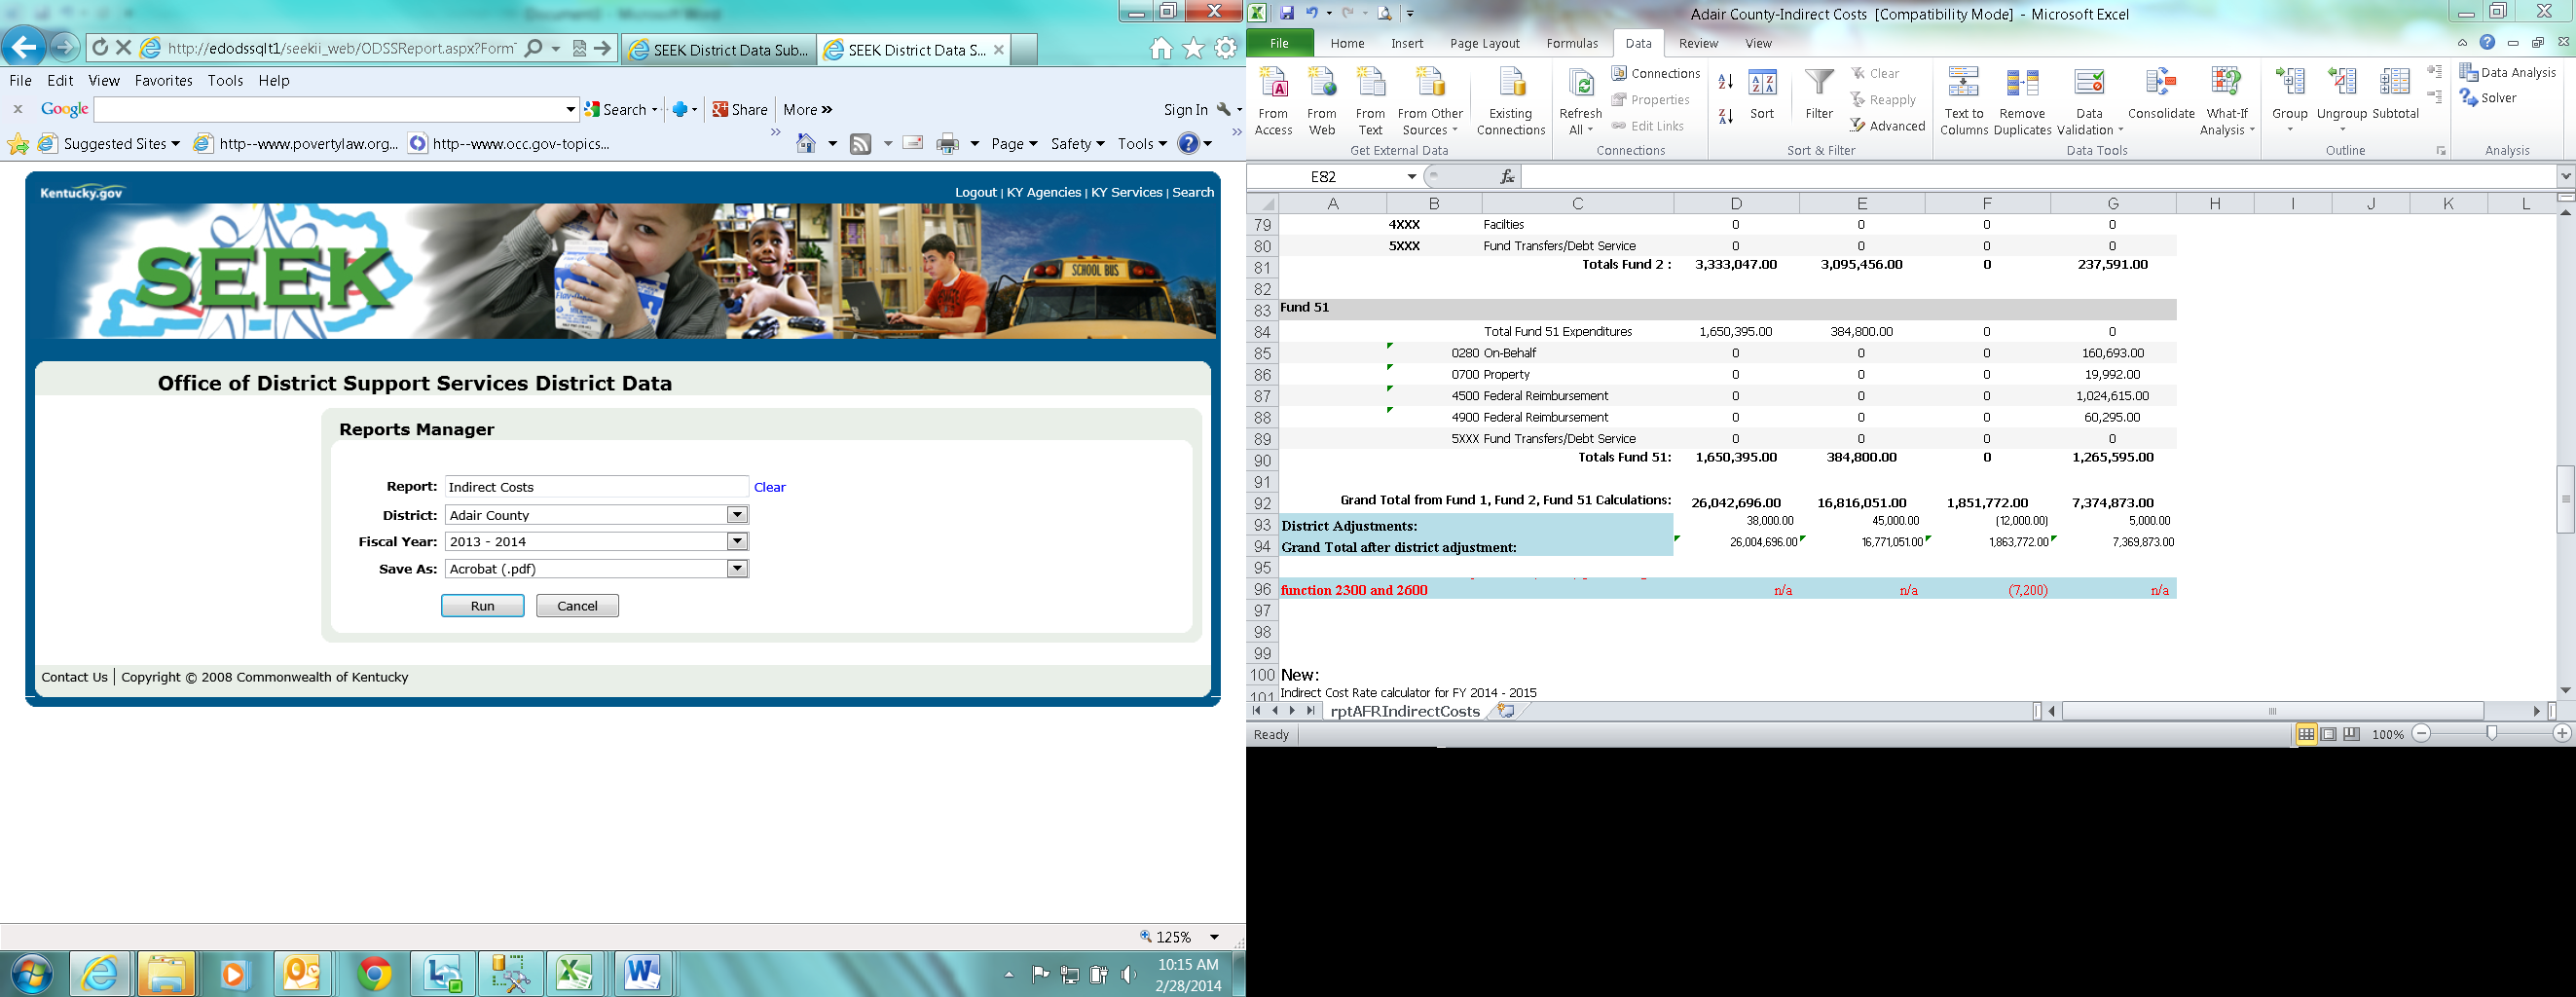 http://edodssqlt1/seekii_web/ODSSReport.aspx?Form
SEEK District Data Sub...
SEEK District Data S...
File Edit View Favorites Tools Help
x Google Search Share More » Sign In
Suggested Sites http--www.povertylaw.org... http--www.occ.gov-topics... Page Safety Tools
Kentucky.gov
Logout | KY Agencies | KY Services | Search
SEEK
SCHOOL BUS
Office of District Support Services District Data
Reports Manager
Report: Indirect Costs Clear
District: Adair County
Fiscal Year: 2013 - 2014
Save As: Acrobat (.pdf)
Run Cancel
Contact Us | Copyright © 2008 Commonwealth of Kentucky
125%
10:15 AM
2/28/2014
Adair County-Indirect Costs [Compatibility Mode] - Microsoft Excel
File Home Insert Page Layout Formulas Data Review View
From Access
From Web
From Text
From Other Sources
Existing Connections
Get External Data
Refresh All
Connections
Properties
Edit Links
Connections
Sort
Filter
Clear
Reapply
Advanced
Sort & Filter
Text to Columns
Remove Duplicates
Data Validation
Consolidate
What-If Analysis
Data Tools
Group
Ungroup
Subtotal
Outline
Data Analysis
Solver
Analysis
E82 fx
A B C D E F G H I J K L
79 4XXX Facilties 0 0 0 0
80 5XXX Fund Transfers/Debt Service 0 0 0 0
81 Totals Fund 2 : 3,333,047.00 3,095,456.00 0 237,591.00
82
83 Fund 51
84 Total Fund 51 Expenditures 1,650,395.00 384,800.00 0 0
85 0280 On-Behalf 0 0 0 160,693.00
86 0700 Property 0 0 0 19,992.00
87 4500 Federal Reimbursement 0 0 0 1,024,615.00
88 4900 Federal Reimbursement 0 0 0 60,295.00
89 5XXX Fund Transfers/Debt Service 0 0 0 0
90 Totals Fund 51: 1,650,395.00 384,800.00 0 1,265,595.00
91
92 Grand Total from Fund 1, Fund 2, Fund 51 Calculations: 26,042,696.00 16,816,051.00 1,851,772.00 7,374,873.00
93 District Adjustments: 38,000.00 45,000.00 (12,000.00) 5,000.00
94 Grand Total after district adjustment: 26,004,696.00 16,771,051.00 1,863,772.00 7,369,873.00
95
96 function 2300 and 2600 n/a n/a (7,200) n/a
97
98
99
100 New:
101 Indirect Cost Rate calculator for FY 2014 - 2015
rptAFRIndirectCosts
Ready 100%